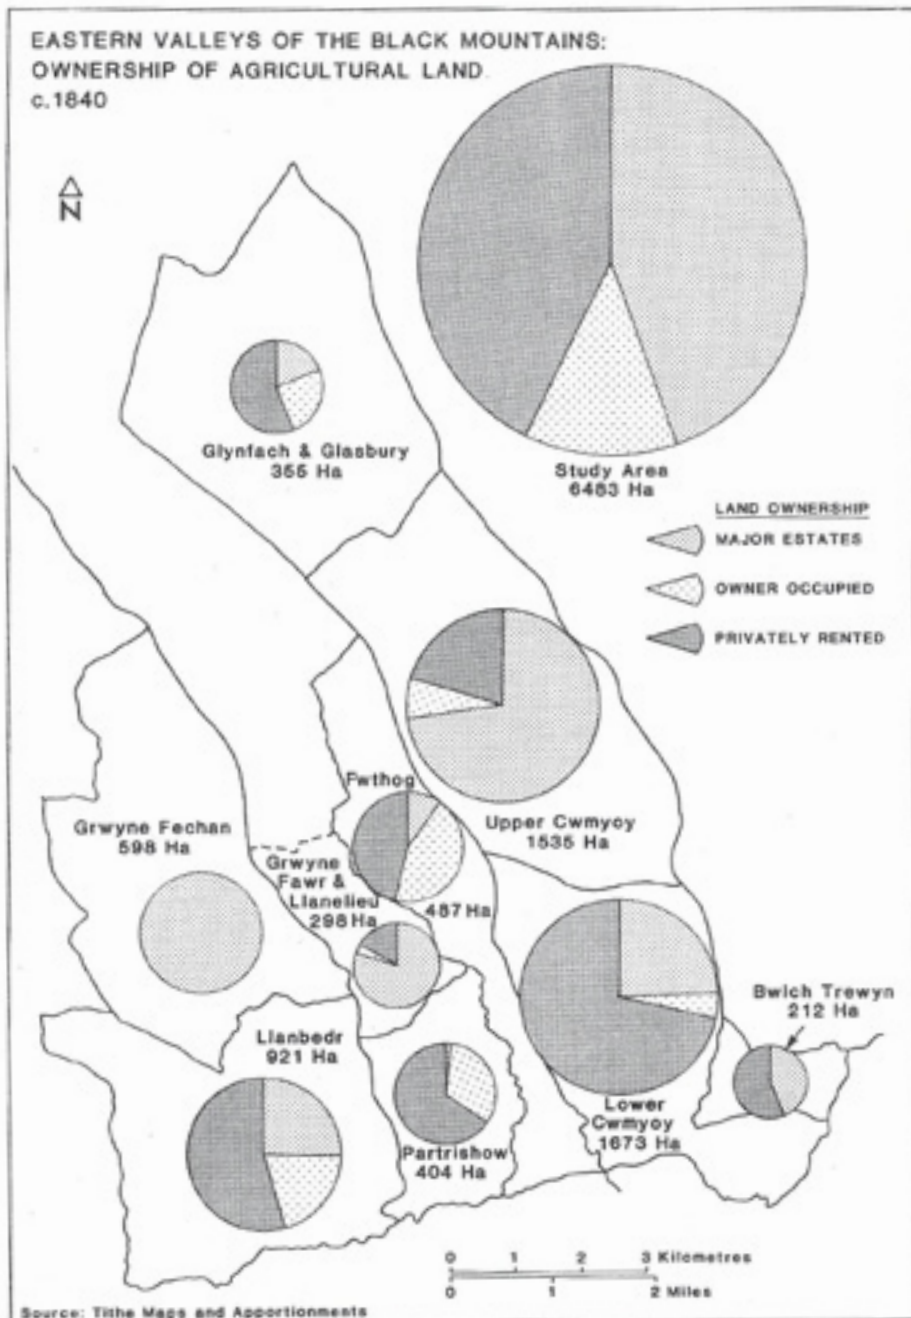 EASTERN VALLEYS OF THE BLACK MOUNTAINS:
OWNERSHIP OF AGRICULTURAL LAND
c.1840
N
Glynfach & Glasbury
355 Ha
Study Area
6483 Ha
LAND OWNERSHIP
MAJOR ESTATES
OWNER OCCUPIED
PRIVATELY RENTED
Fwthog
487 Ha
Upper Cwmyoy
1535 Ha
Grwyne Fechan
598 Ha
Grwyne
Fawr &
Llanelieu
298 Ha
Bwlch Trewyn
212 Ha
Llanbedr
921 Ha
Partrishow
404 Ha
Lower
Cwmyoy
1673 Ha
0 1 2 3 Kilometres
0 1 2 Miles
Source: Tithe Maps and Apportionments